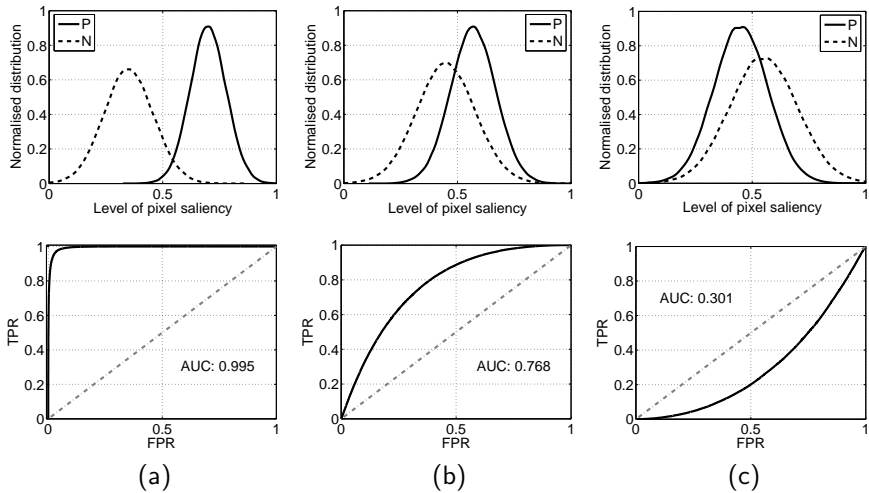 Normalised distribution
1
0.8
0.6
0.4
0.2
0
P
N
0 0.5 1
Level of pixel saliency
Normalised distribution
1
0.8
0.6
0.4
0.2
0
P
N
0 0.5 1
Level of pixel saliency
Normalised distribution
1
0.8
0.6
0.4
0.2
0
P
N
0 0.5 1
Level of pixel saliency
TPR
1
0.8
0.6
0.4
0.2
0
AUC: 0.995
0 0.5 1
FPR
TPR
1
0.8
0.6
0.4
0.2
0
AUC: 0.768
0 0.5 1
FPR
TPR
1
0.8
0.6
0.4
0.2
0
AUC: 0.301
0 0.5 1
FPR
(a)
(b)
(c)